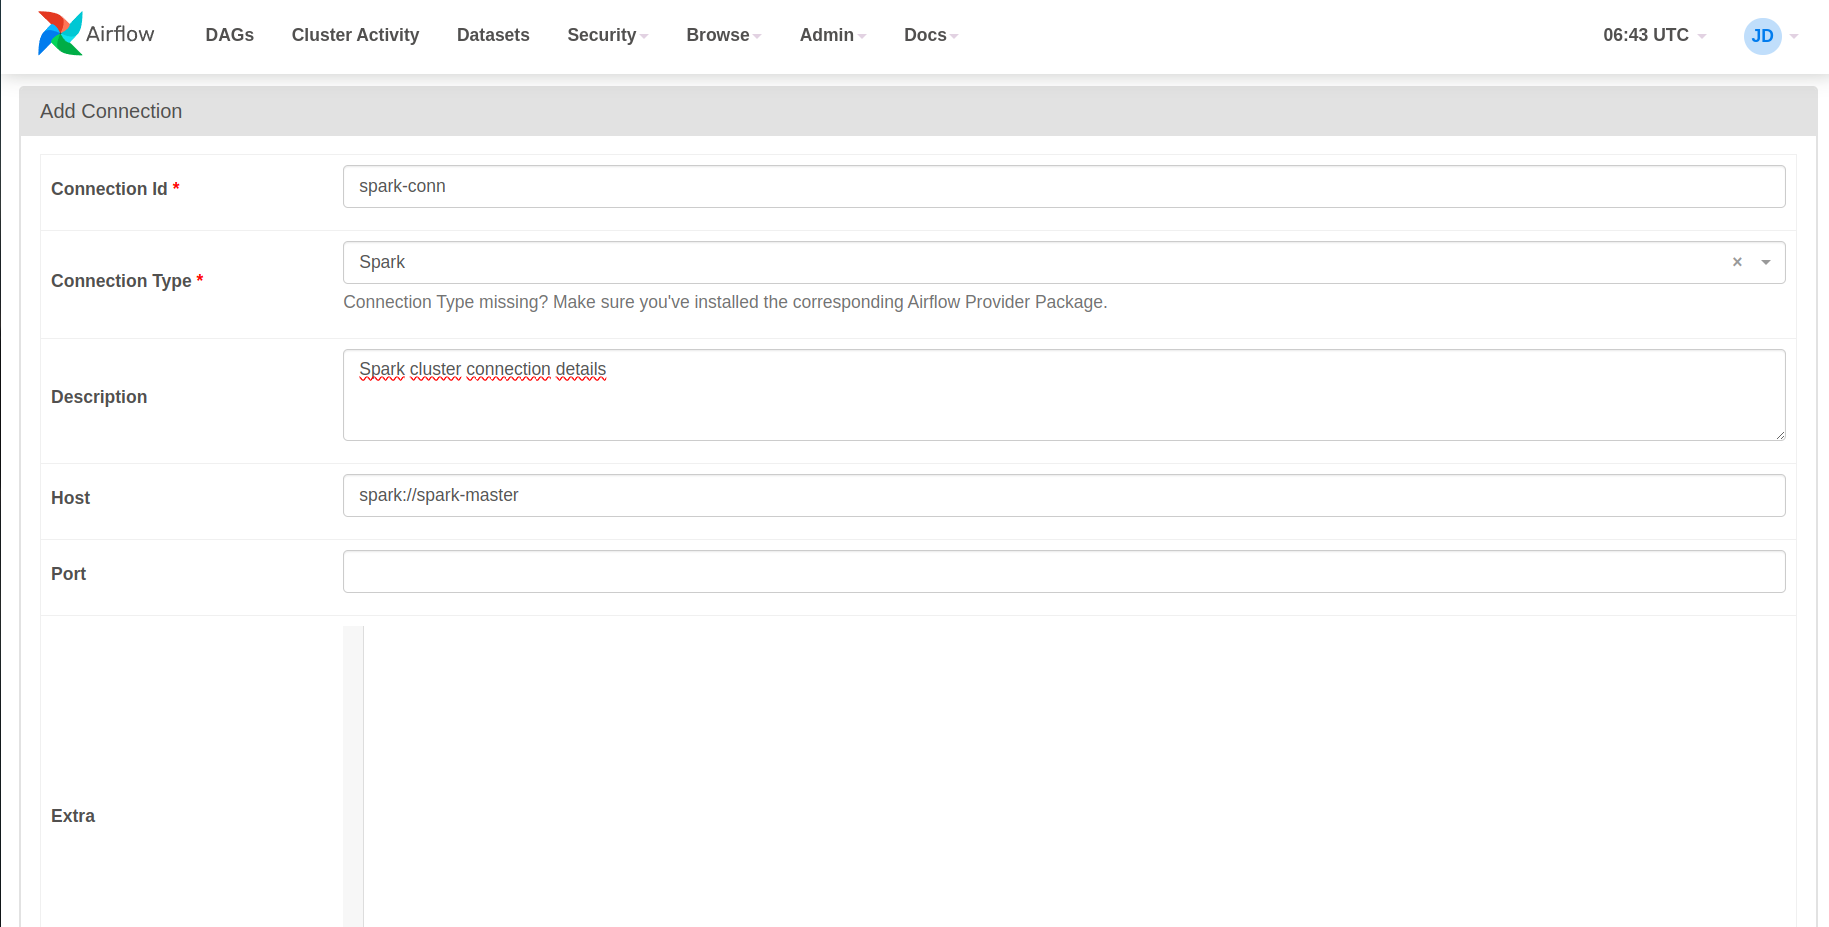 Airflow DAGs Cluster Activity Datasets Security Browse Admin Docs 06:43 UTC JD
Add Connection
Connection Id * spark-conn
Connection Type * Spark ×
Connection Type missing? Make sure you've installed the corresponding Airflow Provider Package.
Description Spark cluster connection details
Host spark://spark-master
Port
Extra